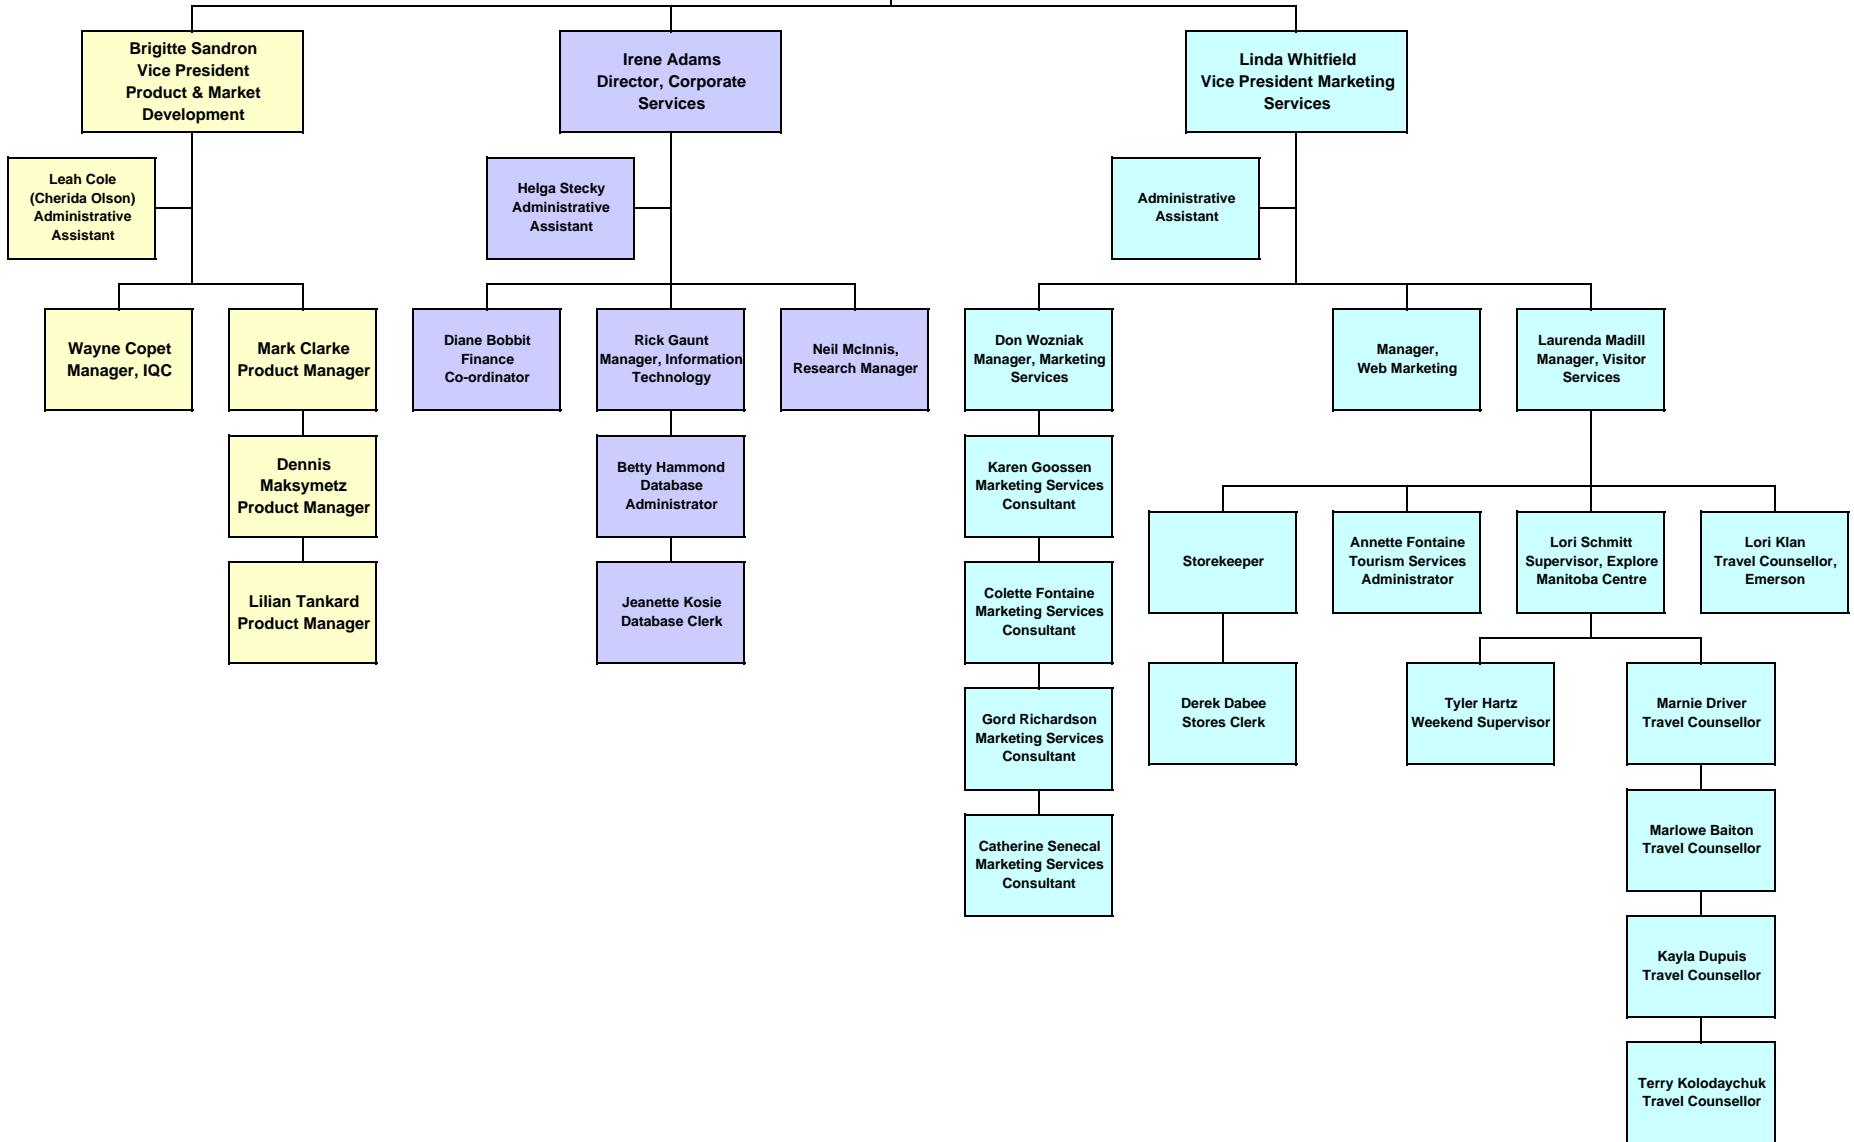 Brigitte Sandron
Vice President
Product & Market
Development
Irene Adams
Director, Corporate
Services
Linda Whitfield
Vice President Marketing
Services
Leah Cole
(Cherida Olson)
Administrative
Assistant
Helga Stecky
Administrative
Assistant
Administrative
Assistant
Wayne Copet
Manager, IQC
Mark Clarke
Product Manager
Diane Bobbit
Finance
Co-ordinator
Rick Gaunt
Manager, Information
Technology
Neil McInnis,
Research Manager
Don Wozniak
Manager, Marketing
Services
Manager,
Web Marketing
Laurenda Madill
Manager, Visitor
Services
Dennis
Maksymetz
Product Manager
Betty Hammond
Database
Administrator
Karen Goossen
Marketing Services
Consultant
Storekeeper
Annette Fontaine
Tourism Services
Administrator
Lori Schmitt
Supervisor, Explore
Manitoba Centre
Lori Klan
Travel Counsellor,
Emerson
Lilian Tankard
Product Manager
Jeanette Kosie
Database Clerk
Colette Fontaine
Marketing Services
Consultant
Gord Richardson
Marketing Services
Consultant
Derek Dabee
Stores Clerk
Tyler Hartz
Weekend Supervisor
Marnie Driver
Travel Counsellor
Catherine Senecal
Marketing Services
Consultant
Marlowe Baiton
Travel Counsellor
Kayla Dupuis
Travel Counsellor
Terry Kolodaychuk
Travel Counsellor